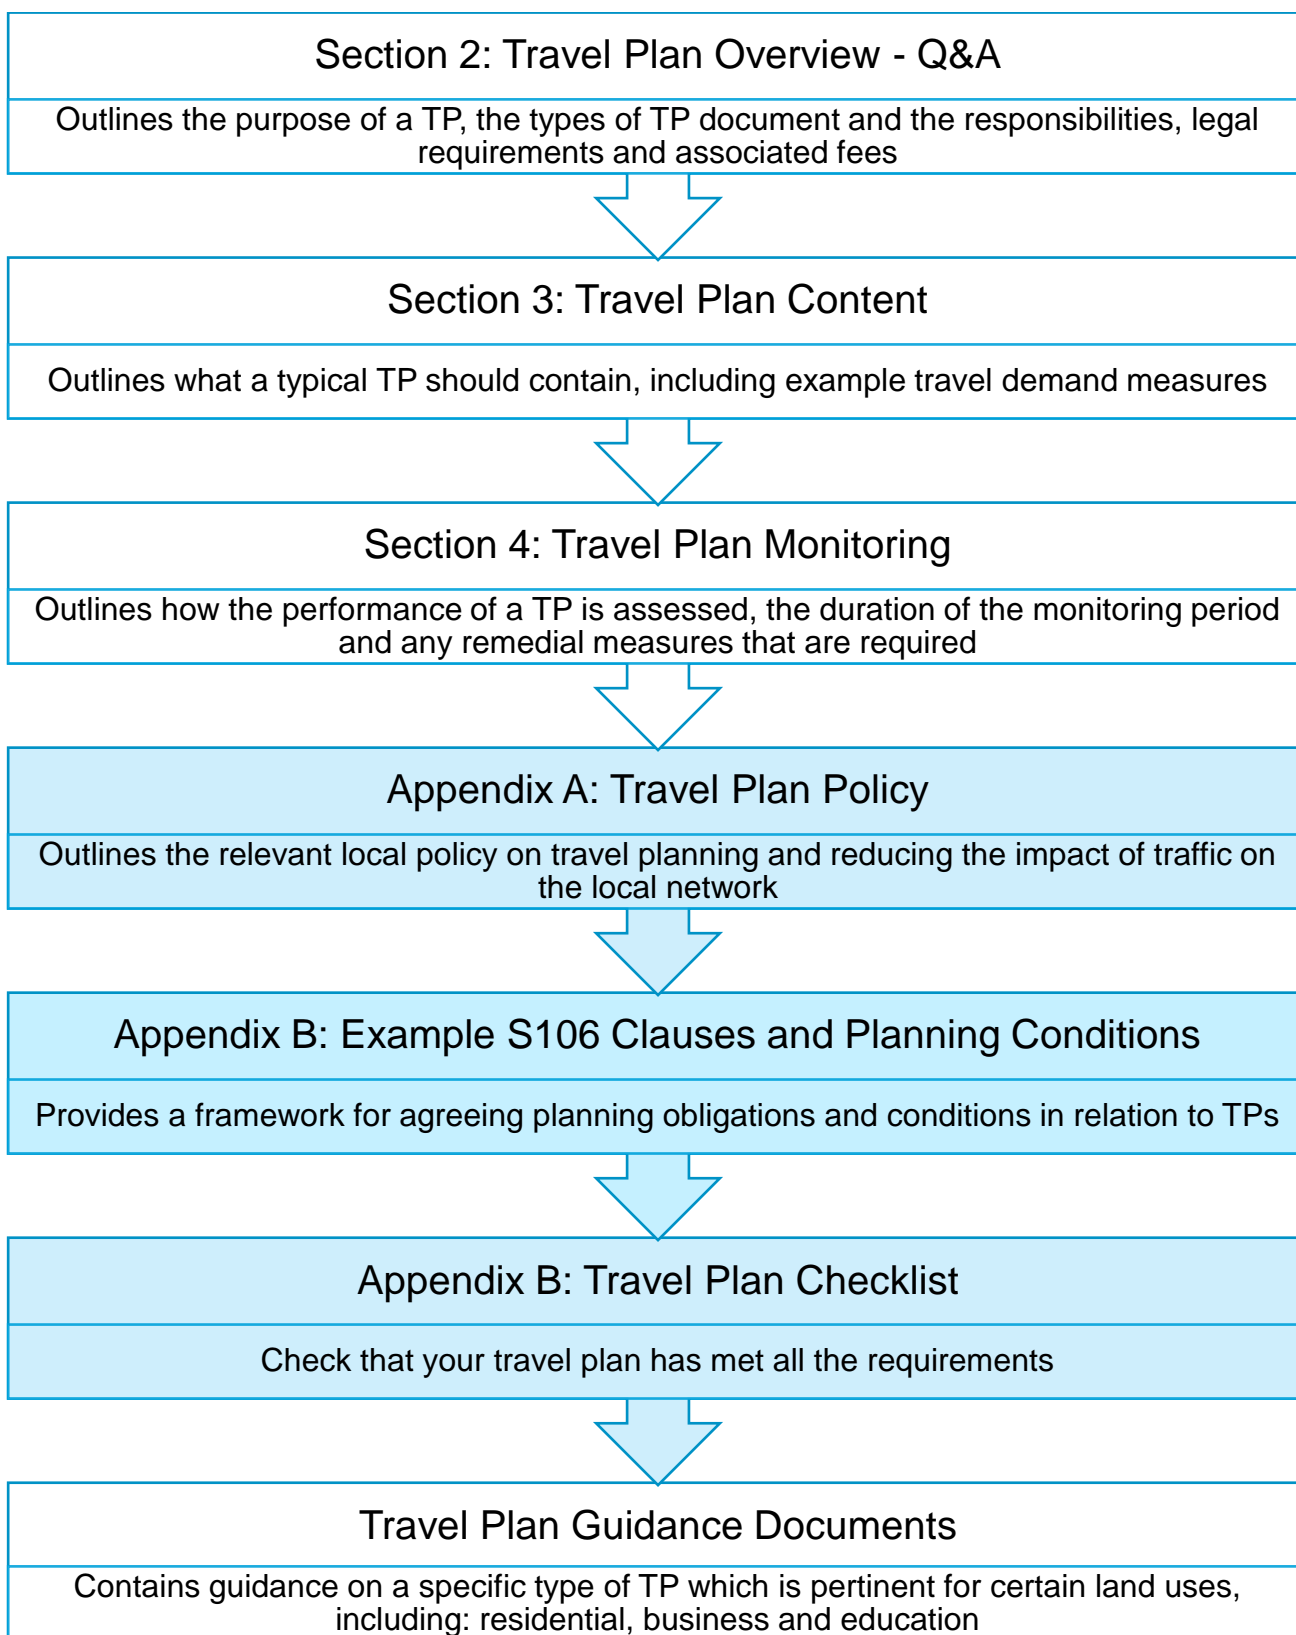 Section 2: Travel Plan Overview - Q&A
Outlines the purpose of a TP, the types of TP document and the responsibilities, legal
requirements and associated fees
Section 3: Travel Plan Content
Outlines what a typical TP should contain, including example travel demand measures
Section 4: Travel Plan Monitoring
Outlines how the performance of a TP is assessed, the duration of the monitoring period
and any remedial measures that are required
Appendix A: Travel Plan Policy
Outlines the relevant local policy on travel planning and reducing the impact of traffic on
the local network
Appendix B: Example S106 Clauses and Planning Conditions
Provides a framework for agreeing planning obligations and conditions in relation to TPs
Appendix B: Travel Plan Checklist
Check that your travel plan has met all the requirements
Travel Plan Guidance Documents
Contains guidance on a specific type of TP which is pertinent for certain land uses,
including: residential, business and education